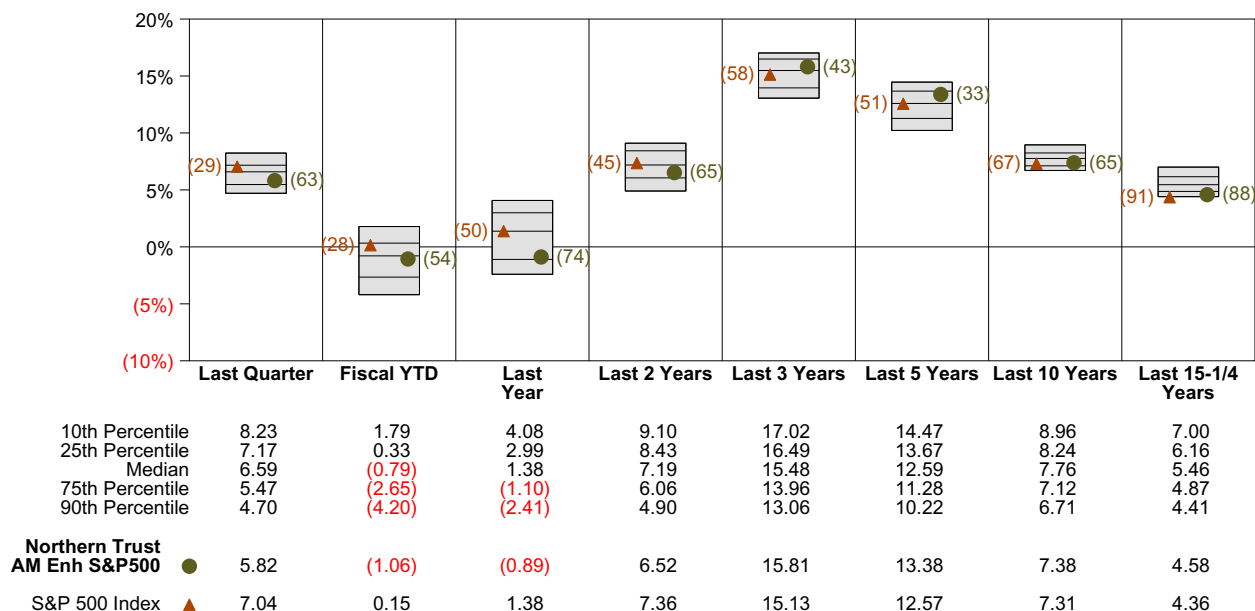 20%
15%
10%
5%
0%
(5%)
(10%)
(29)
(63)
(28)
(54)
(50)
(74)
(45)
(65)
(58)
(43)
(51)
(33)
(67)
(65)
(91)
(88)
Last Quarter Fiscal YTD Last Year Last 2 Years Last 3 Years Last 5 Years Last 10 Years Last 15-1/4 Years
10th Percentile 8.23 1.79 4.08 9.10 17.02 14.47 8.96 7.00
25th Percentile 7.17 0.33 2.99 8.43 16.49 13.67 8.24 6.16
Median 6.59 (0.79) 1.38 7.19 15.48 12.59 7.76 5.46
75th Percentile 5.47 (2.65) (1.10) 6.06 13.96 11.28 7.12 4.87
90th Percentile 4.70 (4.20) (2.41) 4.90 13.06 10.22 6.71 4.41
Northern Trust
AM Enh S&P500 5.82 (1.06) (0.89) 6.52 15.81 13.38 7.38 4.58
S&P 500 Index 7.04 0.15 1.38 7.36 15.13 12.57 7.31 4.36